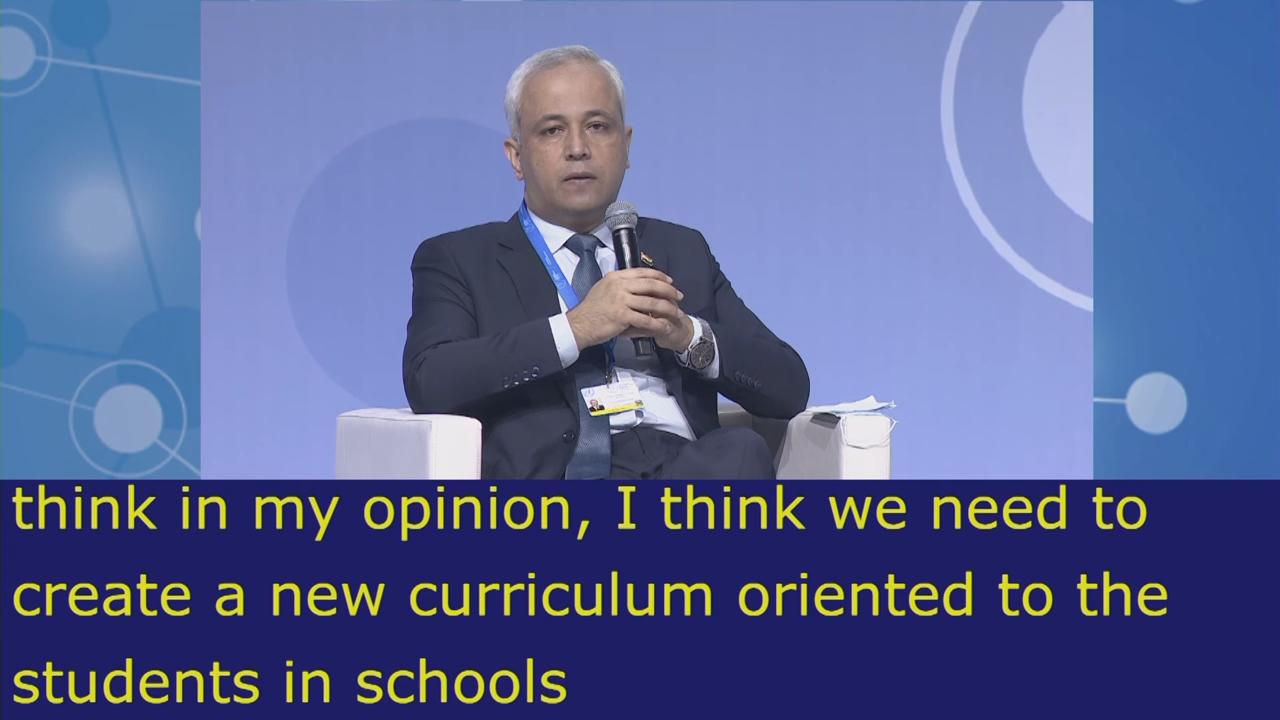 think in my opinion, I think we need to
create a new curriculum oriented to the
students in schools